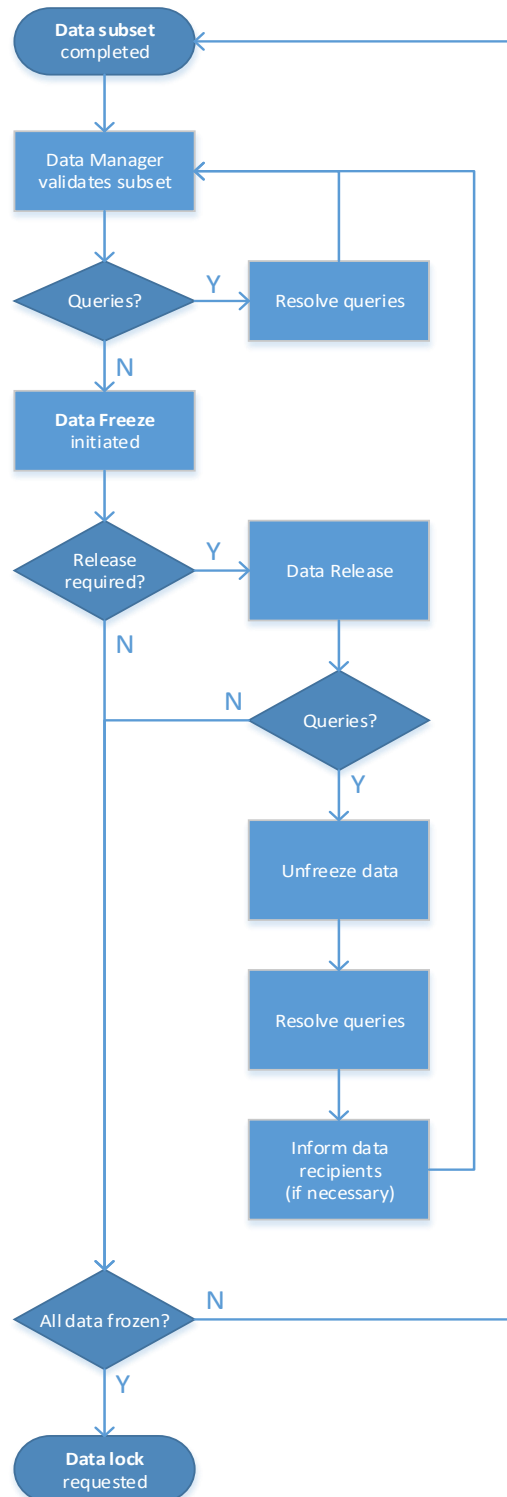 Data subset
completed
Data Manager
validates subset
Queries?
Y
Resolve queries
N
Data Freeze
initiated
Release
required?
Y
Data Release
N
N
Queries?
Y
Unfreeze data
Resolve queries
Inform data
recipients
(if necessary)
All data frozen?
N
Y
Data lock
requested